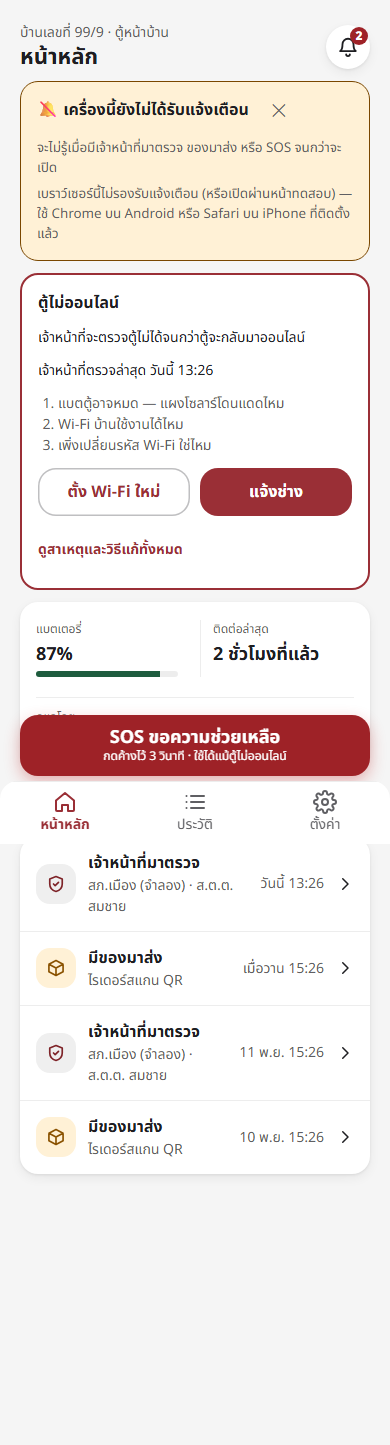 บ้านเลขที่ 99/9 · ตู้หน้าบ้าน
หน้าหลัก
2
เครื่องนี้ยังไม่ได้รับแจ้งเตือน
จะไม่รู้เมื่อมีเจ้าหน้าที่มาตรวจ ของมาส่ง หรือ SOS จนกว่าจะ
เปิด
เบราว์เซอร์นี้ไม่รองรับแจ้งเตือน (หรือเปิดผ่านหน้าทดสอบ) —
ใช้ Chrome บน Android หรือ Safari บน iPhone ที่ติดตั้ง
แล้ว
ตู้ไม่ออนไลน์
เจ้าหน้าที่จะตรวจตู้ไม่ได้จนกว่าตู้จะกลับมาออนไลน์
เจ้าหน้าที่ตรวจล่าสุด วันนี้ 13:26
1. แบตตู้อาจหมด — แผงโซลาร์โดนแดดไหม
2. Wi-Fi บ้านใช้งานได้ไหม
3. เพิ่งเปลี่ยนรหัส Wi-Fi ใช่ไหม
ตั้ง Wi-Fi ใหม่
แจ้งช่าง
ดูสาเหตุและวิธีแก้ทั้งหมด
แบตเตอรี่
ติดต่อล่าสุด
87%
2 ชั่วโมงที่แล้ว
SOS ขอความช่วยเหลือ
กดค้างไว้ 3 วินาที · ใช้ได้แม้ตู้ไม่ออนไลน์
หน้าหลัก
ประวัติ
ตั้งค่า
เจ้าหน้าที่มาตรวจ
สภ.เมือง (จำลอง) · ส.ต.ต.
สมชาย
วันนี้ 13:26
มีของมาส่ง
ไรเดอร์สแกน QR
เมื่อวาน 15:26
เจ้าหน้าที่มาตรวจ
สภ.เมือง (จำลอง) ·
ส.ต.ต. สมชาย
11 พ.ย. 15:26
มีของมาส่ง
ไรเดอร์สแกน QR
10 พ.ย. 15:26